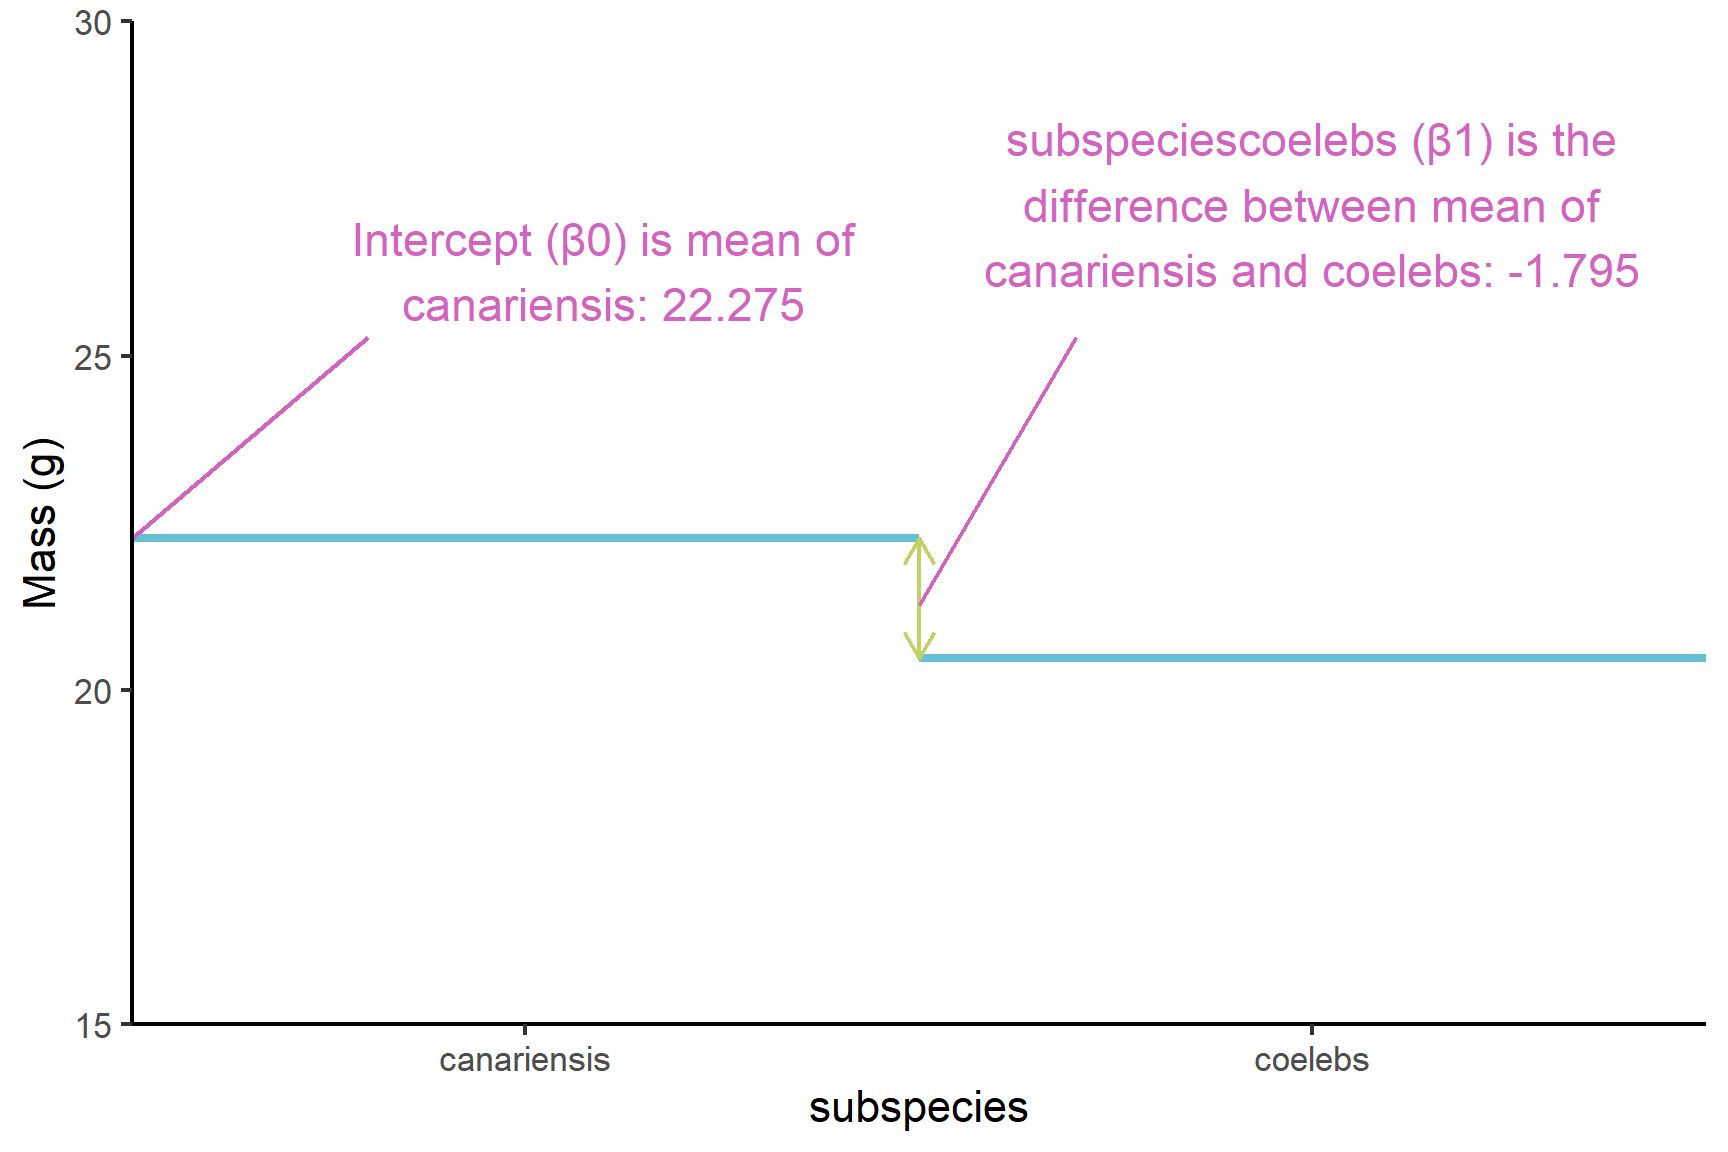 30
subspeciescoelebs (β1) is the
difference between mean of
canariensis and coelebs: -1.795
Intercept (β0) is mean of
canariensis: 22.275
25
Mass (g)
20
15
canariensis
coelebs
subspecies